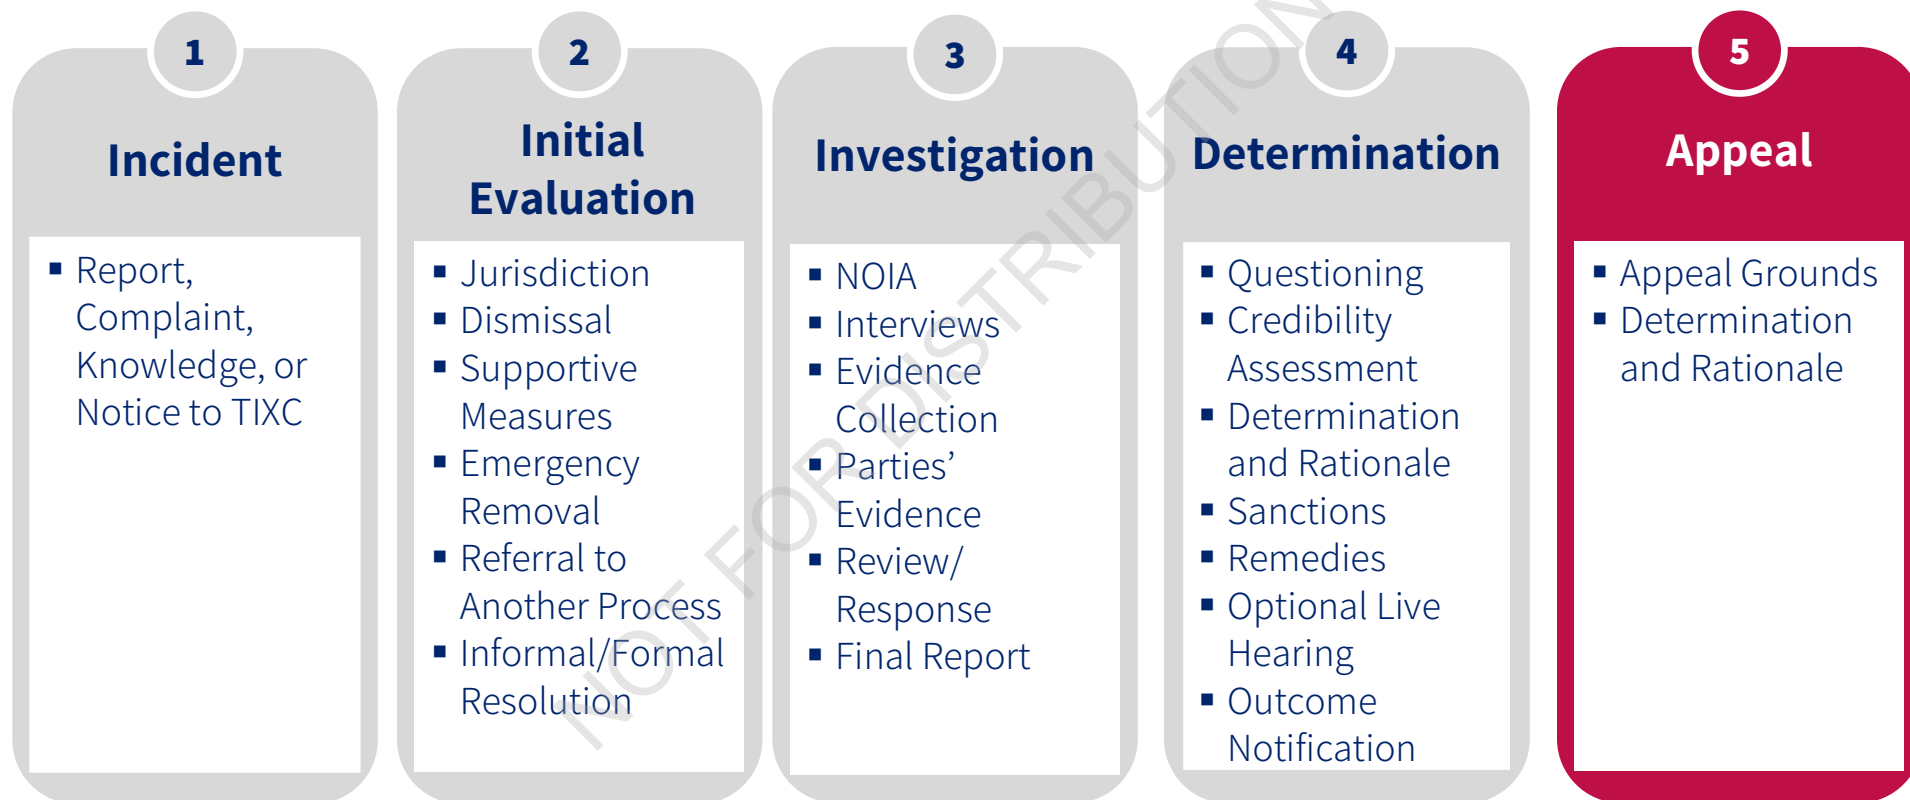 1
Incident
▪ Report,
Complaint,
Knowledge, or
Notice to TIXC
2
Initial
Evaluation
▪ Jurisdiction
▪ Dismissal
▪ Supportive
Measures
▪ Emergency
Removal
▪ Referral to
Another Process
▪ Informal/Formal
Resolution
3
Investigation
▪ NOIA
▪ Interviews
▪ Evidence
Collection
▪ Parties’
Evidence
▪ Review/
Response
▪ Final Report
4
Determination
▪ Questioning
▪ Credibility
Assessment
▪ Determination
and Rationale
▪ Sanctions
▪ Remedies
▪ Optional Live
Hearing
▪ Outcome
Notification
5
Appeal
▪ Appeal Grounds
▪ Determination
and Rationale
NOT FOR DISTRIBUTION